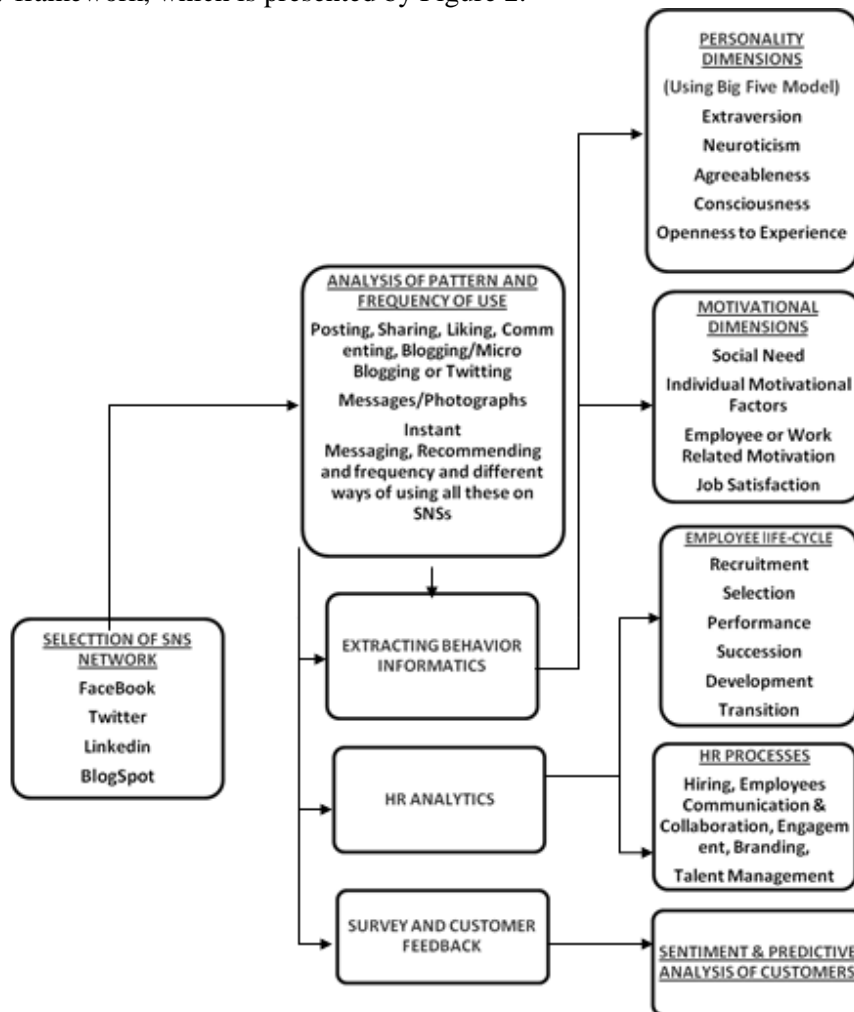 framework, which is presented by Figure 2.
PERSONALITY
DIMENSIONS
(Using Big Five Model)
Extraversion
Neuroticism
Agreeableness
Consciousness
Openness to Experience
ANALYSIS OF PATTERN AND
FREQUENCY OF USE
Posting, Sharing, Liking, Comm
enting, Blogging/Micro
Blogging or Twitting
Messages/Photographs
Instant
Messaging, Recommending
and frequency and different
ways of using all these on
SNSs
MOTIVATIONAL
DIMENSIONS
Social Need
Individual Motivational
Factors
Employee or Work
Related Motivation
Job Satisfaction
EMPLOYEE lIFE-CYCLE
Recruitment
Selection
Performance
Succession
Development
Transition
SELECTTION OF SNS
NETWORK
FaceBook
Twitter
Linkedin
BlogSpot
EXTRACTING BEHAVIOR
INFORMATICS
HR ANALYTICS
HR PROCESSES
Hiring, Employees
Communication &
Collaboration, Engagem
ent, Branding,
Talent Management
SURVEY AND CUSTOMER
FEEDBACK
SENTIMENT & PREDICTIVE
ANALYSIS OF CUSTOMERS